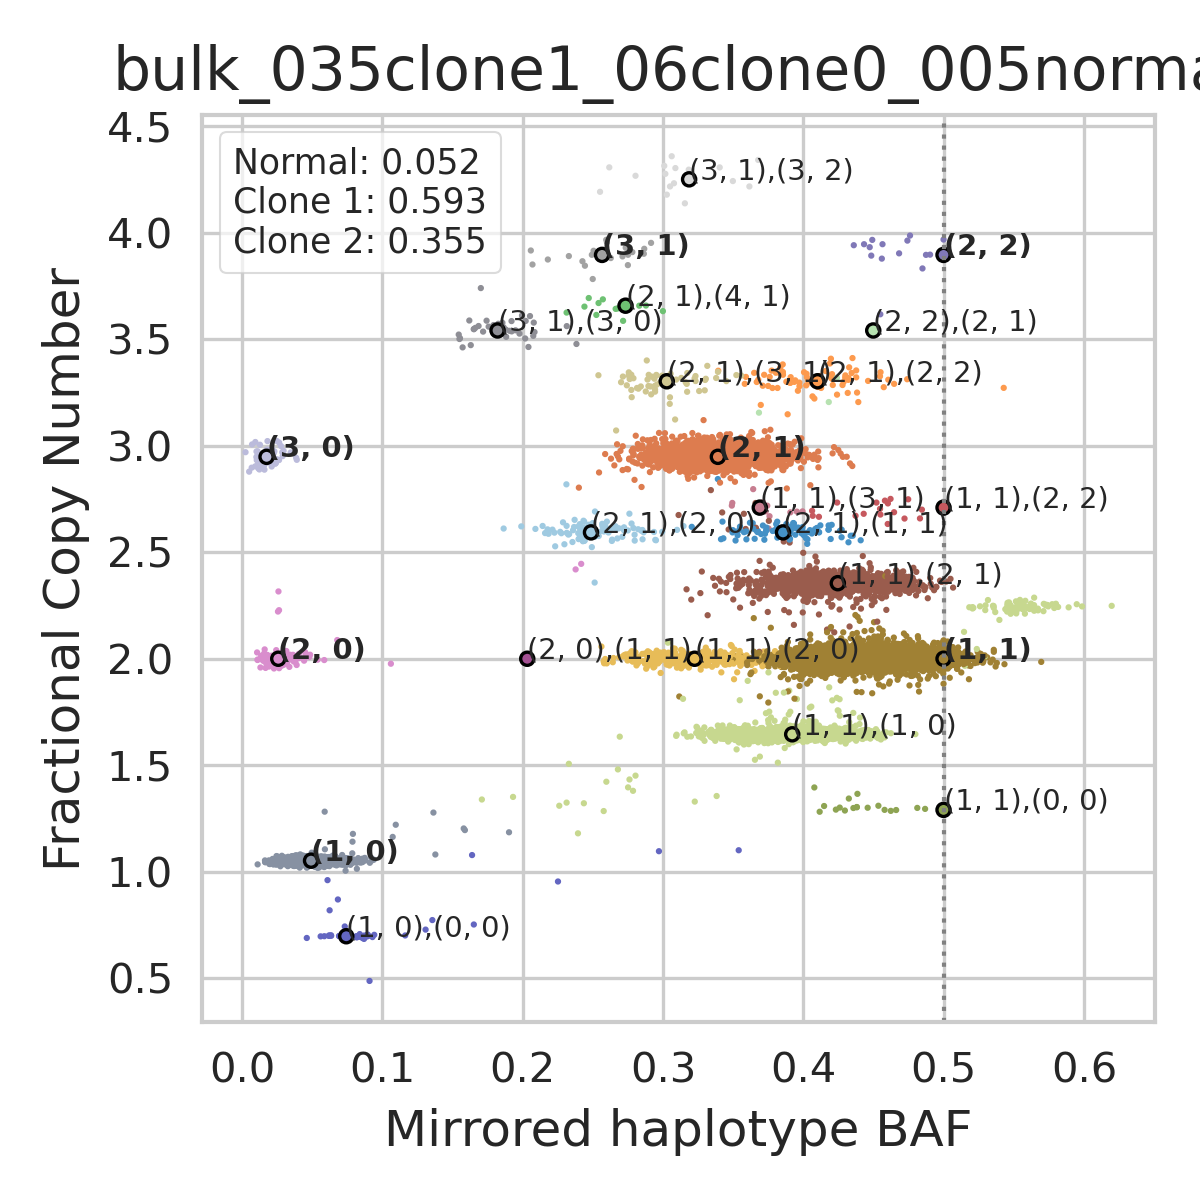 bulk_035clone1_06clone0_005norma
4.5
4.0
3.5
3.0
2.5
2.0
1.5
1.0
0.5
Fractional Copy Number
Normal: 0.052
Clone 1: 0.593
Clone 2: 0.355
(3, 1),(3, 2)
(3, 1)
(2, 2)
(2, 1),(4, 1)
(3, 1),(3, 0)
(2, 2),(2, 1)
(2, 1),(3, 1)
(2, 1),(2, 2)
(3, 0)
(2, 1)
(1, 1),(3, 1)
(1, 1),(2, 2)
(2, 1),(2, 0)
(2, 1),(1, 1)
(1, 1),(2, 1)
(2, 0)
(2, 0),(1, 1)
(1, 1),(2, 0)
(1, 1)
(1, 1),(1, 0)
(1, 1),(0, 0)
(1, 0)
(1, 0),(0, 0)
0.0 0.1 0.2 0.3 0.4 0.5 0.6
Mirrored haplotype BAF